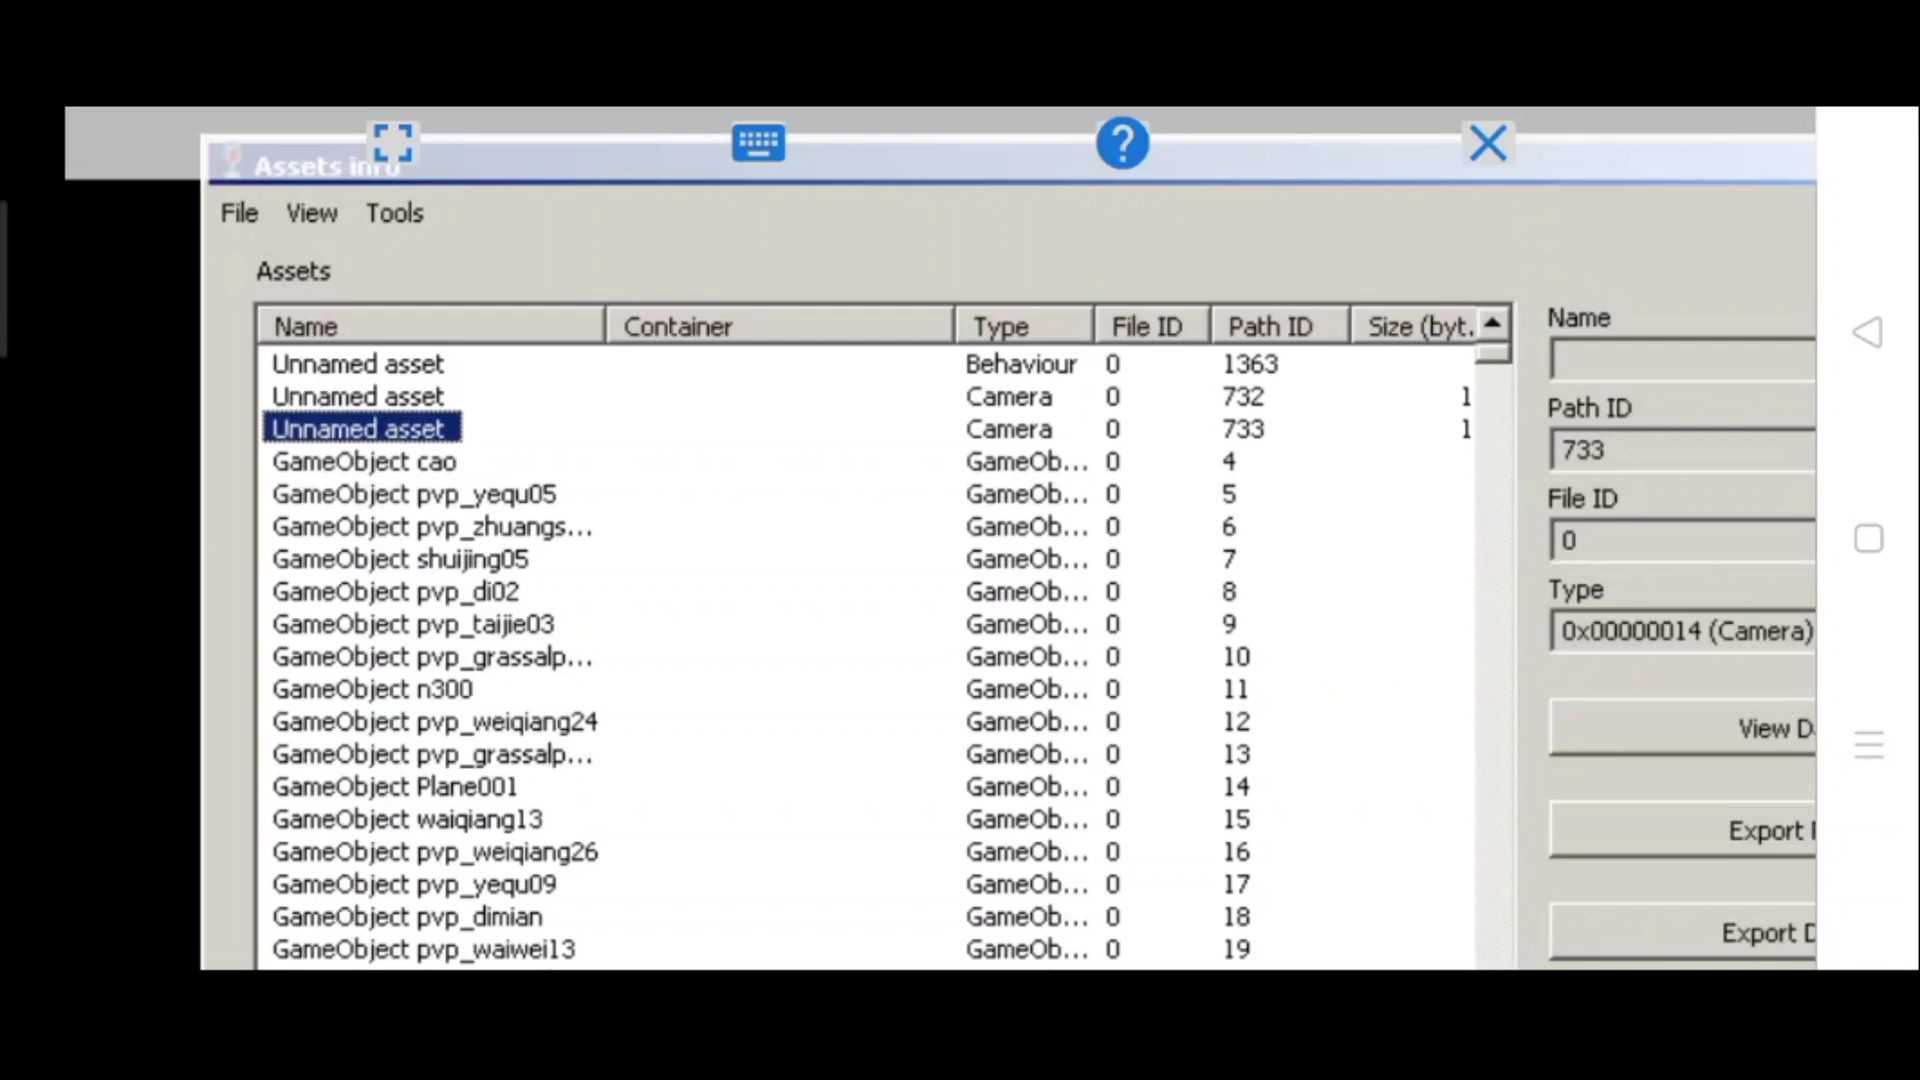 Assets info
File View Tools
Assets
Name Container Type File ID Path ID Size (byt.
Unnamed asset Behaviour 0 1363
Unnamed asset Camera 0 732 1
Unnamed asset Camera 0 733 1
GameObject cao GameOb... 0 4
GameObject pvp_yequ05 GameOb... 0 5
GameObject pvp_zhuangs... GameOb... 0 6
GameObject shuijing05 GameOb... 0 7
GameObject pvp_di02 GameOb... 0 8
GameObject pvp_taijie03 GameOb... 0 9
GameObject pvp_grassalp... GameOb... 0 10
GameObject n300 GameOb... 0 11
GameObject pvp_weiqiang24 GameOb... 0 12
GameObject pvp_grassalp... GameOb... 0 13
GameObject Plane001 GameOb... 0 14
GameObject waiqiang13 GameOb... 0 15
GameObject pvp_weiqiang26 GameOb... 0 16
GameObject pvp_yequ09 GameOb... 0 17
GameObject pvp_dimian GameOb... 0 18
GameObject pvp_waiwei13 GameOb... 0 19
Name
Path ID
733
File ID
0
Type
0x00000014 (Camera)
View D
Export
Export D